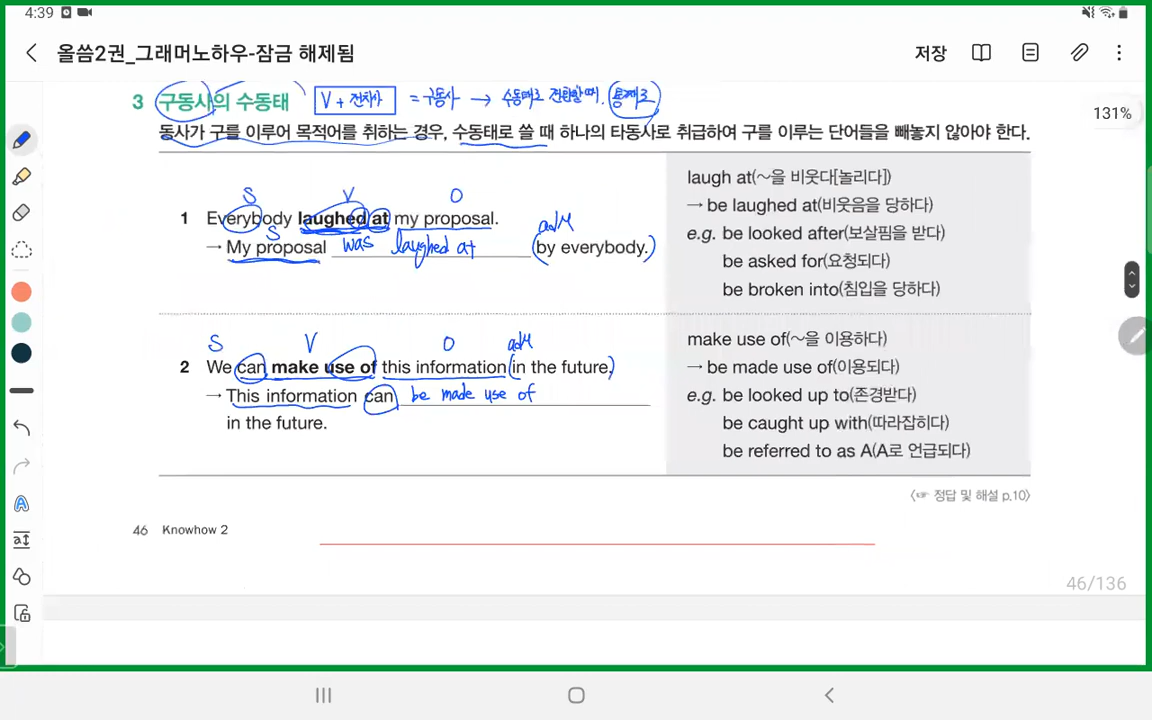 4:39
올씀2권_그래머노하우-잠금 해제됨
저장
131%
3 구동사의 수동태 V + 전치사 = 구동사 → 수동태로 전환할 때, 통째로
동사가 구를 이루어 목적어를 취하는 경우, 수동태로 쓸 때 하나의 타동사로 취급하여 구를 이루는 단어들을 빼놓지 않아야 한다.
S V O
1 Everybody laughed at my proposal.
S adM
→ My proposal was laughed at (by everybody.)
laugh at(~을 비웃다[놀리다])
→ be laughed at(비웃음을 당하다)
e.g. be looked after(보살핌을 받다)
be asked for(요청되다)
be broken into(침입을 당하다)
S V O adM
2 We can make use of this information (in the future.)
→ This information can be made use of
in the future.
make use of(~을 이용하다)
→ be made use of(이용되다)
e.g. be looked up to(존경받다)
be caught up with(따라잡히다)
be referred to as A(A로 언급되다)
〈☞ 정답 및 해설 p.10〉
46 Knowhow 2
46/136